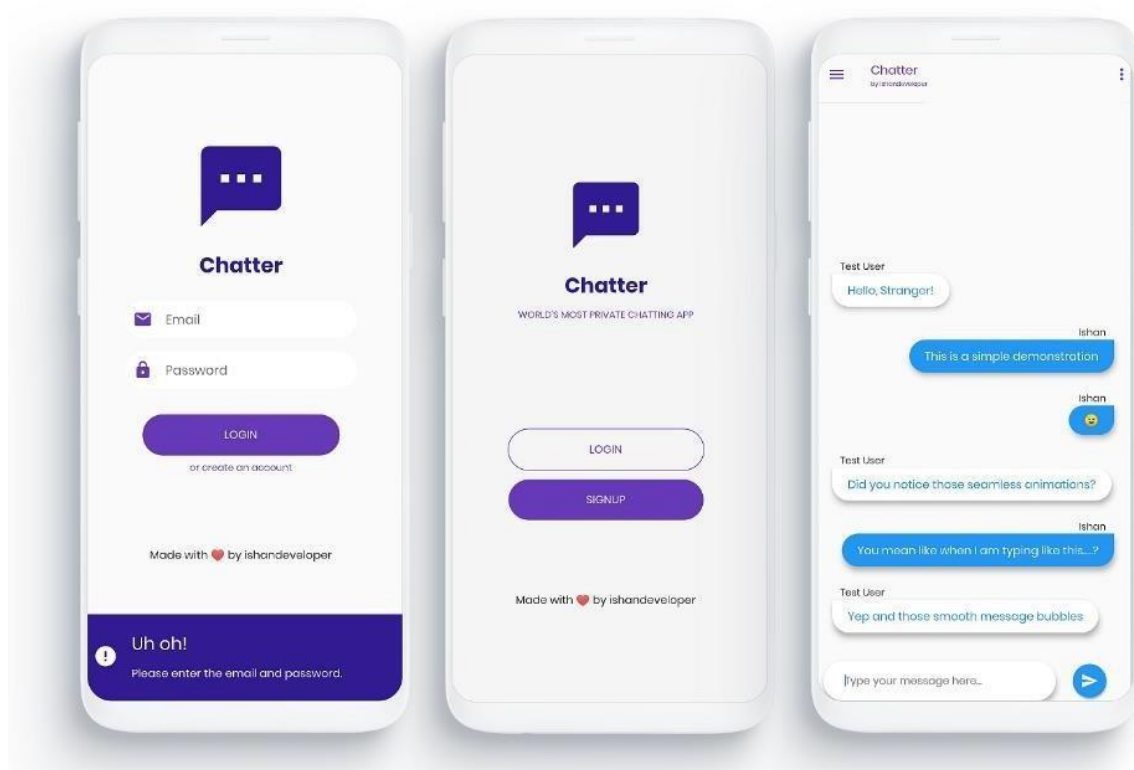 Chatter
Email
Password
LOGIN
or create an account
Made with ❤ by ishandeveloper
Uh oh!
Please enter the email and password.
Chatter
WORLD'S MOST PRIVATE CHATTING APP
LOGIN
SIGNUP
Made with ❤ by ishandeveloper
Chatter
by ishandeveloper
Test User
Hello, Stranger!
Ishan
This is a simple demonstration
Ishan
Test User
Did you notice those seamless animations?
Ishan
You mean like when I am typing like this....?
Test User
Yep and those smooth message bubbles
Type your message here...